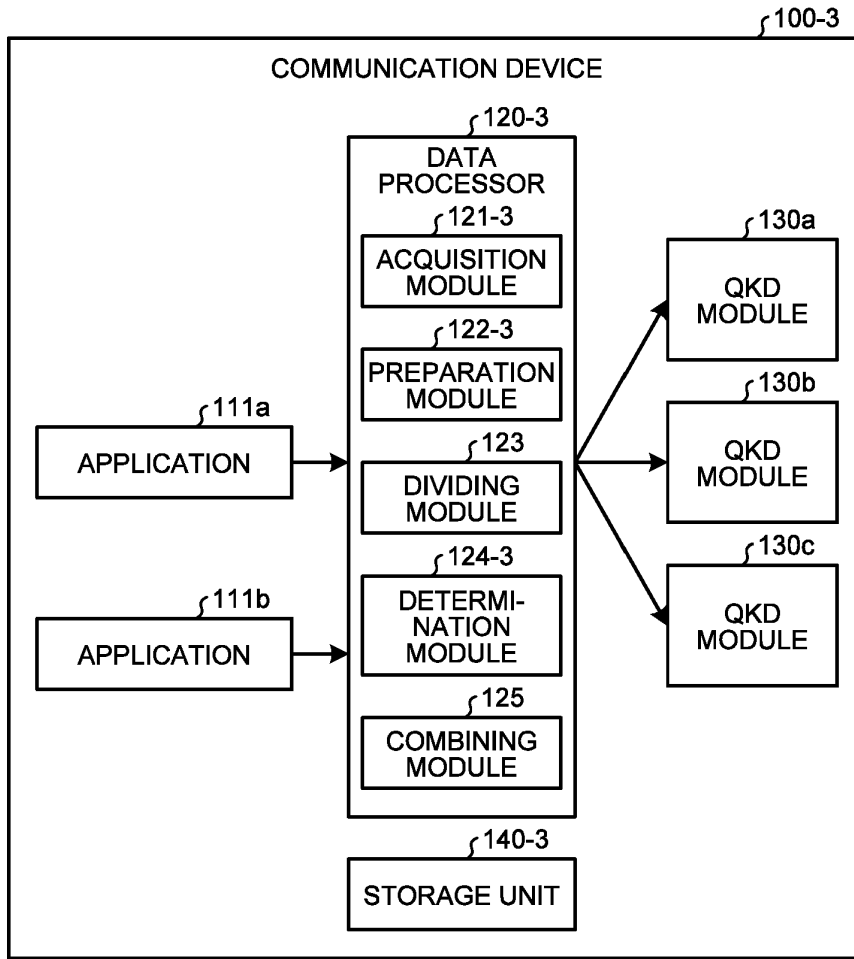 100-3
COMMUNICATION DEVICE
120-3
DATA
PROCESSOR
121-3
ACQUISITION
MODULE
122-3
PREPARATION
MODULE
123
DIVIDING
MODULE
124-3
DETERMI-
NATION
MODULE
125
COMBINING
MODULE
111a
APPLICATION
111b
APPLICATION
130a
QKD
MODULE
130b
QKD
MODULE
130c
QKD
MODULE
140-3
STORAGE UNIT